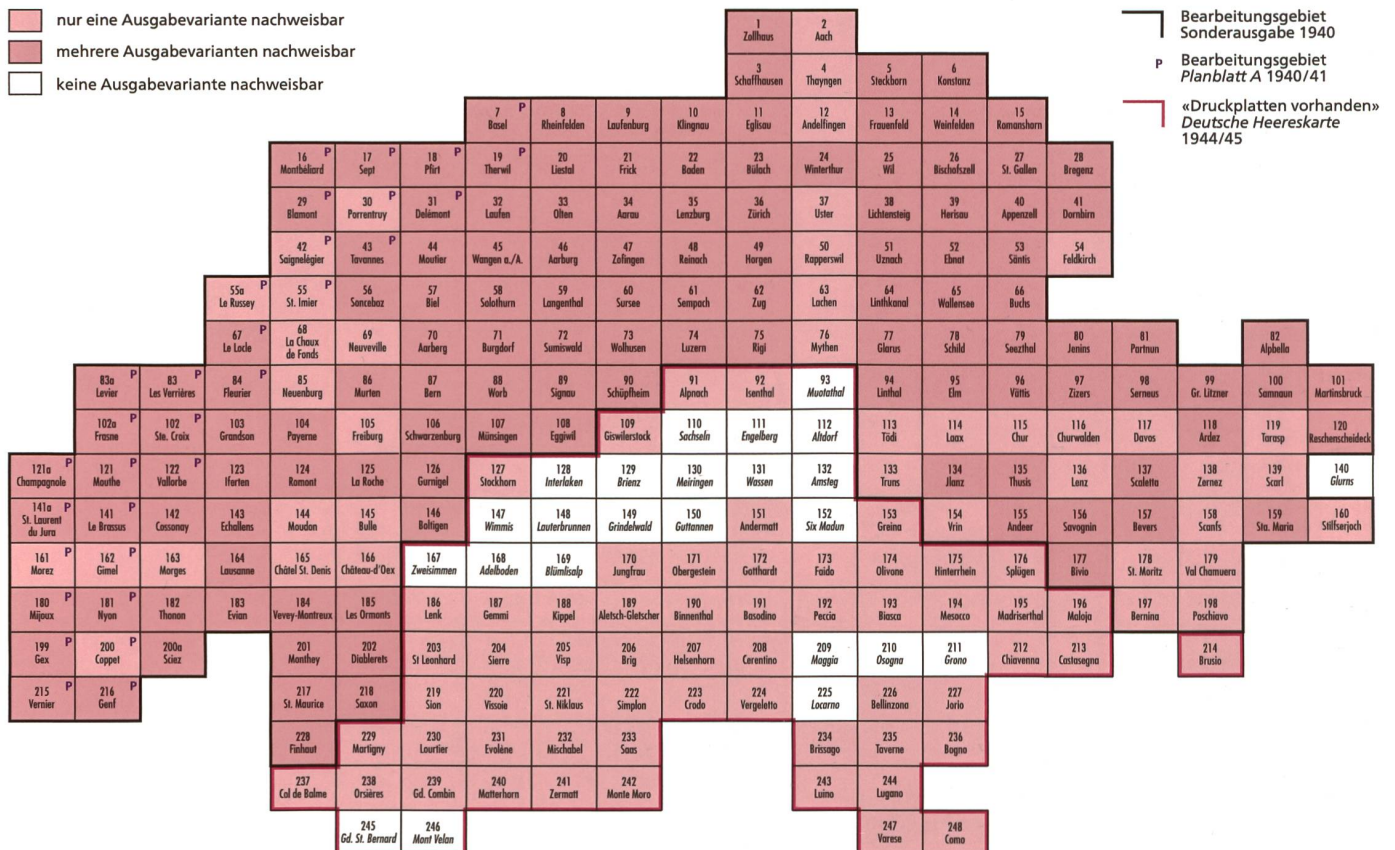 nur eine Ausgabevariante nachweisbar
mehrere Ausgabevarianten nachweisbar
keine Ausgabevariante nachweisbar
Bearbeitungsgebiet
Sonderausgabe 1940
P Bearbeitungsgebiet
Planblatt A 1940/41
«Druckplatten vorhanden»
Deutsche Heereskarte
1944/45
1 2
Zollhaus Aach
3 4 5 6
Schaffhausen Thayngen Steckborn Konstanz
7 P 8 9 10 11 12 13 14 15
Basel Rheinfelden Laufenburg Klingnau Eglisau Andelfingen Frauenfeld Weinfelden Romanshorn
16 P 17 P 18 P 19 P 20 21 22 23 24 25 26 27 28
Montbéliard Sept Pfirt Therwil Liestal Frick Baden Bülach Winterthur Wil Bischofszell St. Gallen Bregenz
29 P 30 P 31 P 32 33 34 35 36 37 38 39 40 41
Blamont Porrentruy Delémont Laufen Olten Aarau Lenzburg Zürich Uster Lichtensteig Herisau Appenzell Dornbirn
42 P 43 P 44 45 46 47 48 49 50 51 52 53 54
Saignelégier Tavannes Moutier Wangen a./A. Aarburg Zofingen Reinach Horgen Rapperswil Uznach Ebnat Säntis Feldkirch
55a P 55 P 56 57 58 59 60 61 62 63 64 65 66
Le Russey St. Imier Sonceboz Biel Solothurn Langenthal Sursee Sempach Zug Lachen Linthkanal Wallensee Buchs
67 P 68 69 70 71 72 73 74 75 76 77 78 79 80 81 82
Le Locle La Chaux de Fonds Neuveville Aarberg Burgdorf Sumiswald Wolhusen Luzern Rigi Mythen Glarus Schild Seezthal Jenins Partnun Alpbella
83a P 83 P 84 P 85 86 87 88 89 90 91 92 93 94 95 96 97 98 99 100 101
Levier Les Verrières Fleurier Neuenburg Murten Bern Worb Signau Schüpfheim Alpnach Isenthal Muotathal Linthal Elm Vättis Zizers Serneus Gr. Litzner Samnaun Martinsbruck
102a P 102 P 103 104 105 106 107 108 109 110 111 112 113 114 115 116 117 118 119 120
Frasne Ste. Croix Grandson Payerne Freiburg Schwarzenburg Münsingen Eggiwil Giswilerstock Sachseln Engelberg Altdorf Tödi Laax Chur Churwalden Davos Ardez Tarasp Reschenscheideck
121a P 121 P 122 P 123 124 125 126 127 128 129 130 131 132 133 134 135 136 137 138 139 140
Champagnole Mouthe Vallorbe Iferten Romont La Roche Gurnigel Stockhorn Interlaken Brienz Meiringen Wassen Amsteg Truns Jlanz Thusis Lenz Scaletta Zernez Scarl Glurns
141a P 141 P 142 143 144 145 146 147 148 149 150 151 152 153 154 155 156 157 158 159 160
St. Laurent du Jura Le Brassus Cossonay Echallens Moudon Bulle Boltigen Wimmis Lauterbrunnen Grindelwald Guttannen Andermatt Six Madun Greina Vrin Andeer Savognin Bevers Scanfs Sta. Maria Stilfserjoch
161 P 162 P 163 164 165 166 167 168 169 170 171 172 173 174 175 176 177 178 179
Morez Gimel Morges Lausanne Châtel St. Denis Château-d'Oex Zweisimmen Adelboden Blümlisalp Jungfrau Obergestein Gotthardt Faido Olivone Hinterrhein Splügen Bivio St. Moritz Val Chamuera
180 P 181 P 182 183 184 185 186 187 188 189 190 191 192 193 194 195 196 197 198
Mijoux Nyon Thonon Evian Vevey-Montreux Les Ormonts Lenk Gemmi Kippel Aletsch-Gletscher Binnenthal Basodino Peccia Biasca Mesocco Madriserthal Maloja Bernina Poschiavo
199 P 200 P 200a 201 202 203 204 205 206 207 208 209 210 211 212 213 214
Gex Coppet Sciez Monthey Diablerets St Leonhard Sierre Visp Brig Helsenhorn Cerentino Maggia Osogna Grono Chiavenna Castasegna Brusio
215 P 216 P 217 218 219 220 221 222 223 224 225 226 227
Vernier Genf St. Maurice Saxon Sion Vissoie St. Niklaus Simplon Crodo Vergeletto Locarno Bellinzona Jorio
228 229 230 231 232 233 234 235 236
Finhaut Martigny Lourtier Evolène Mischabel Saas Brissago Taverne Bogno
237 238 239 240 241 242 243 244
Col de Balme Orsières Gd. Combin Matterhorn Zermatt Monte Moro Luino Lugano
245 246 247 248
Gd. St. Bernard Mont Velan Varese Como